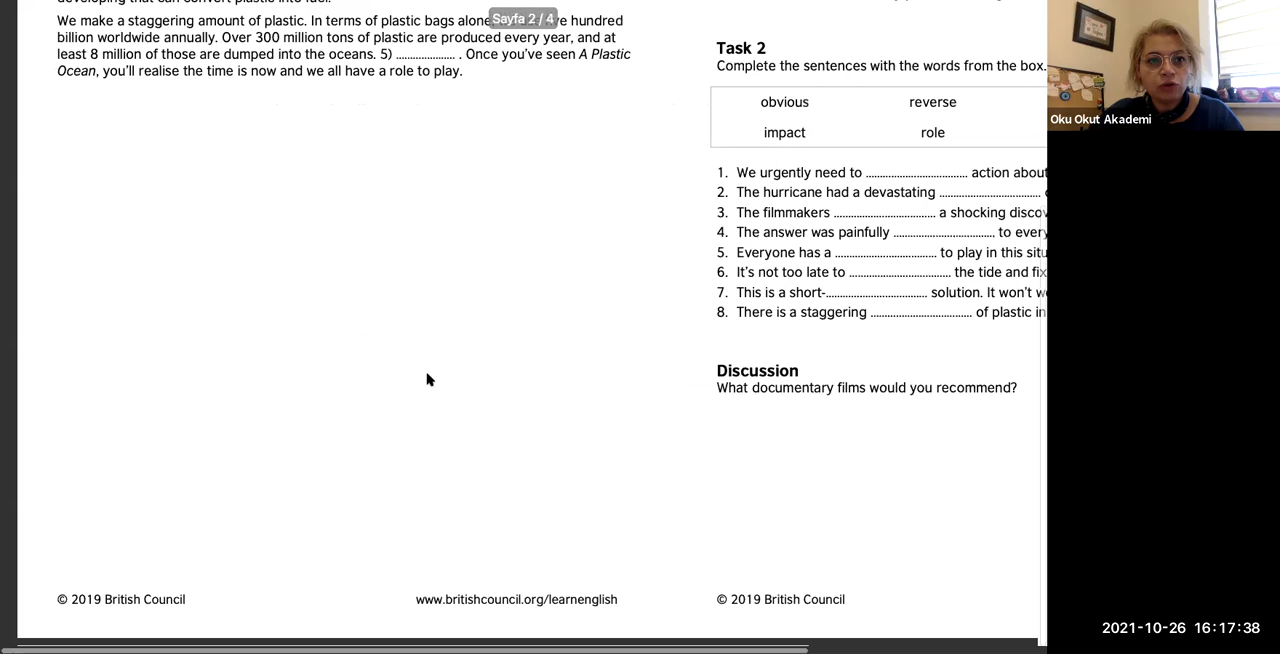 We make a staggering amount of plastic. In terms of plastic bags alone hundred
billion worldwide annually. Over 300 million tons of plastic are produced every year, and at
least 8 million of those are dumped into the oceans. 5) ..................... . Once you've seen A Plastic
Ocean, you'll realise the time is now and we all have a role to play.
Sayfa 2 / 4
© 2019 British Council
www.britishcouncil.org/learnenglish
Task 2
Complete the sentences with the words from the box.
obvious reverse
impact role
1. We urgently need to .................................... action about
2. The hurricane had a devastating ....................................
3. The filmmakers .................................... a shocking
4. The answer was painfully .................................... to
5. Everyone has a .................................... to play in this
6. It's not too late to .................................... the tide and
7. This is a short-.................................... solution. It won't
8. There is a staggering .................................... of plastic in
Discussion
What documentary films would you recommend?
© 2019 British Council
Oku Okut Akademi
2021-10-26 16:17:38